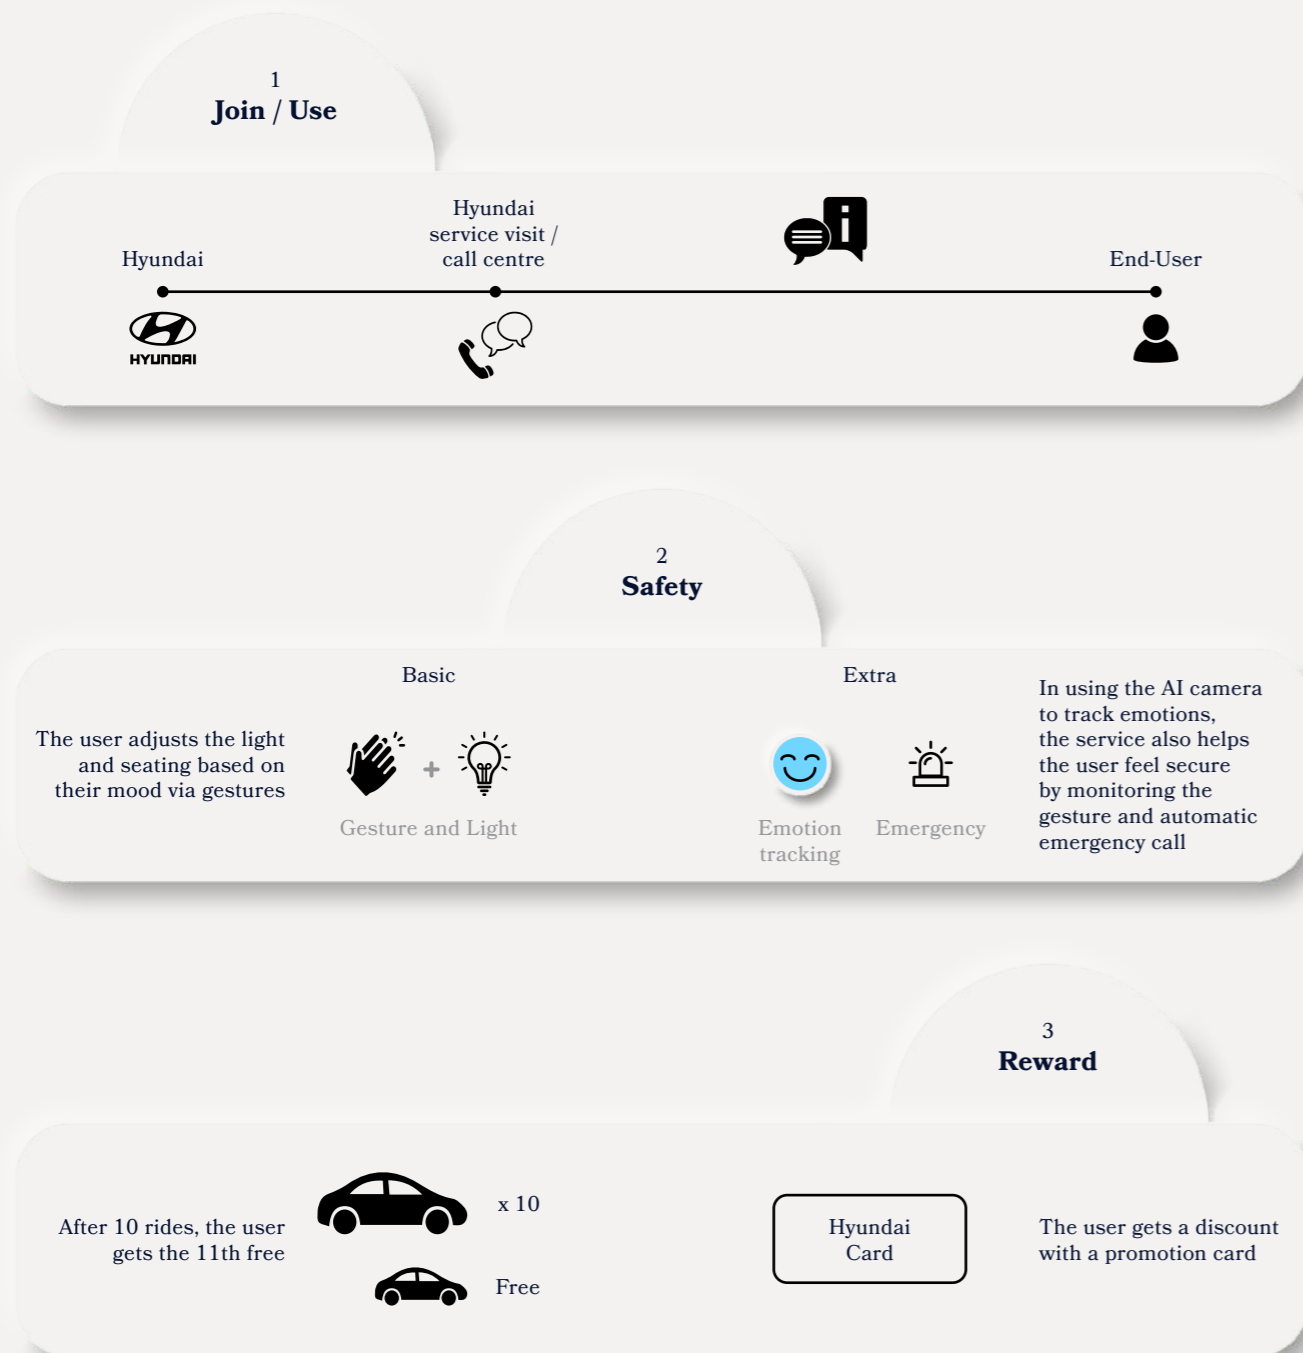 1
Join / Use
Hyundai
Hyundai
service visit /
call centre
End-User
HYUNDAI
2
Safety
Basic
The user adjusts the light
and seating based on
their mood via gestures
Gesture and Light
Extra
Emotion
tracking
Emergency
In using the AI camera
to track emotions,
the service also helps
the user feel secure
by monitoring the
gesture and automatic
emergency call
3
Reward
After 10 rides, the user
gets the 11th free
x 10
Free
Hyundai
Card
The user gets a discount
with a promotion card